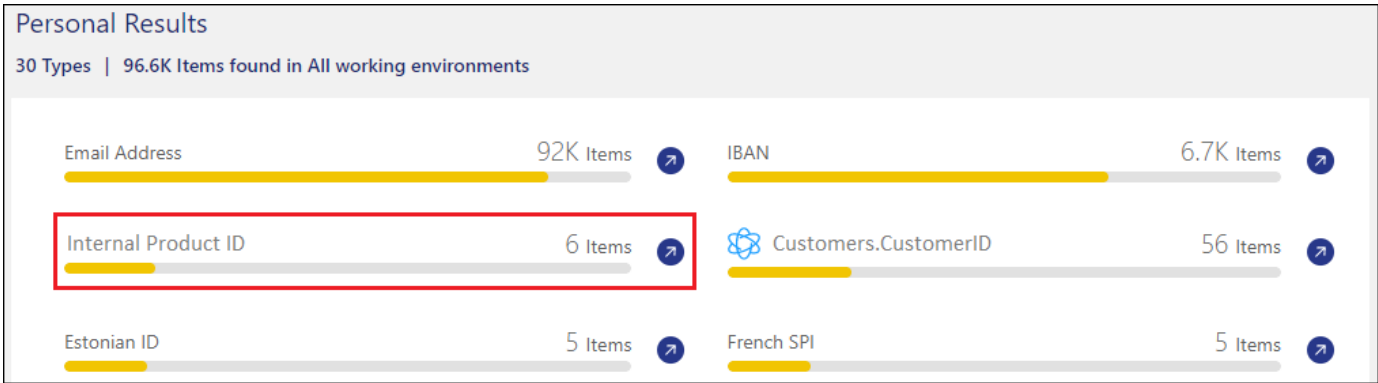 Personal Results
30 Types | 96.6K Items found in All working environments
Email Address 92K Items
IBAN 6.7K Items
Internal Product ID 6 Items
Customers.CustomerID 56 Items
Estonian ID 5 Items
French SPI 5 Items